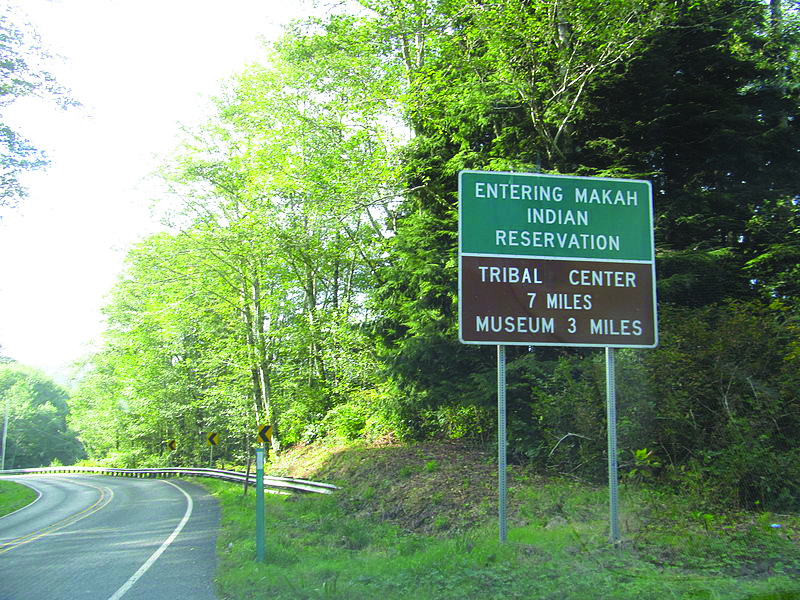 ENTERING MAKAH
INDIAN
RESERVATION
TRIBAL CENTER
7 MILES
MUSEUM 3 MILES